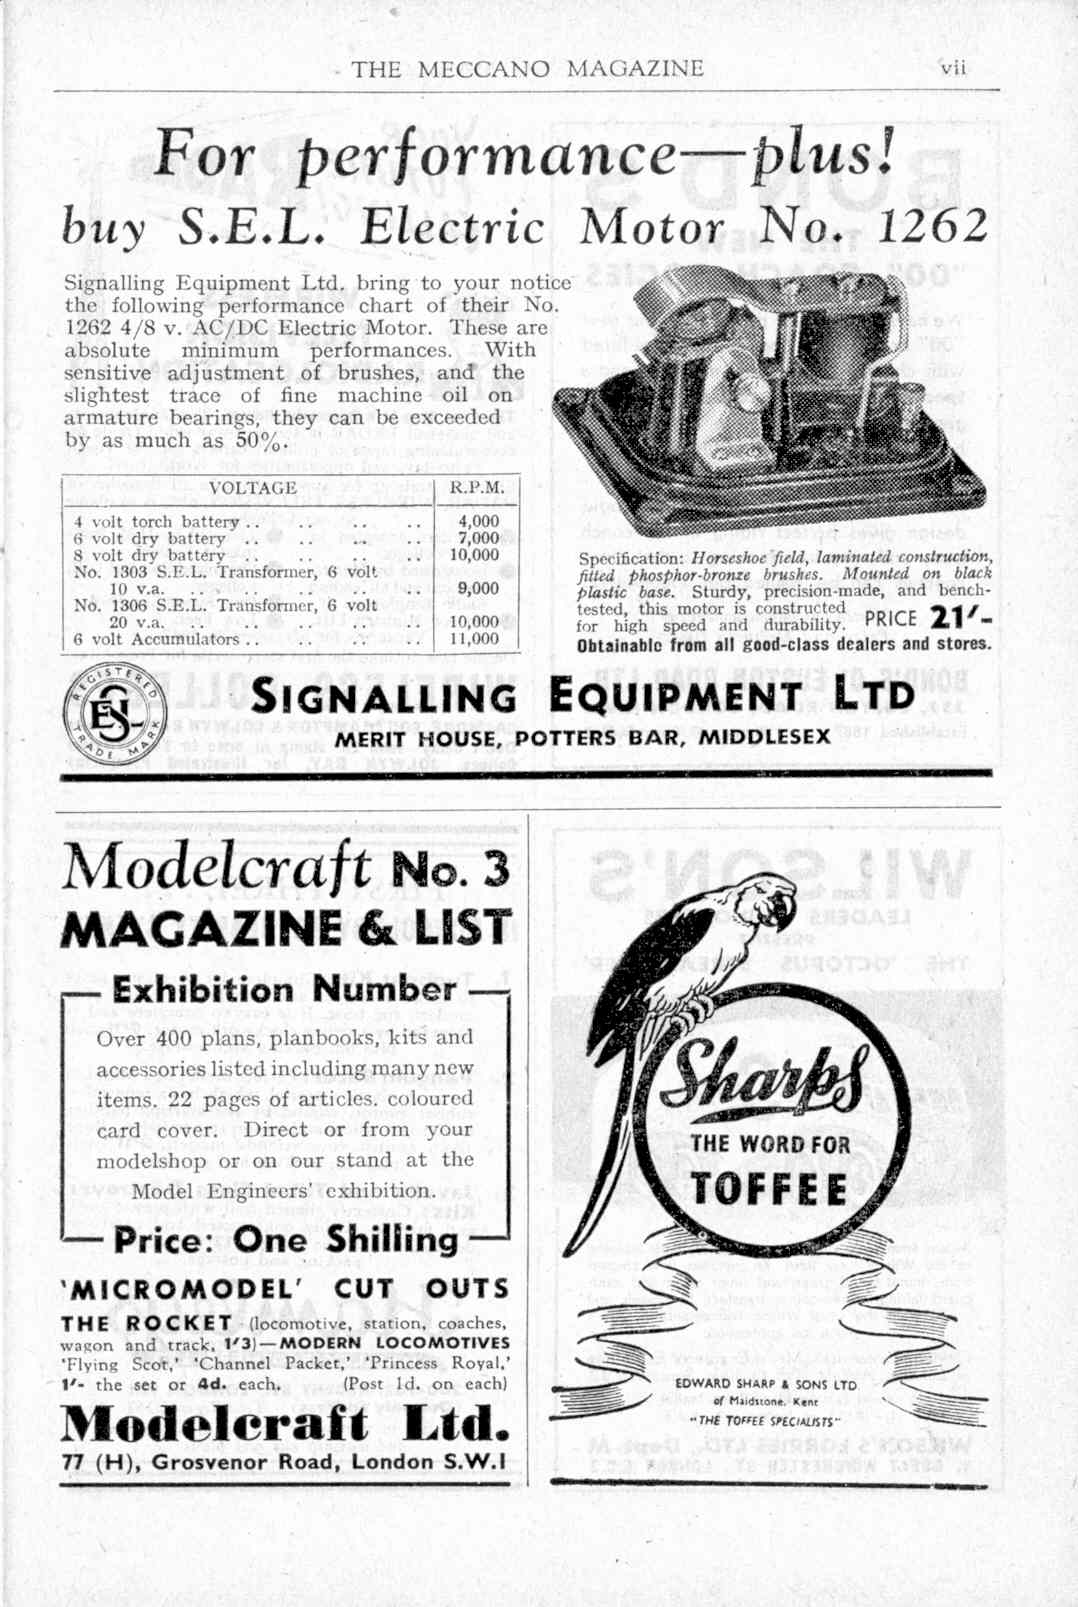 THE MECCANO MAGAZINE
vii
For performance—plus!
buy S.E.L. Electric Motor No. 1262
Signalling Equipment Ltd. bring to your notice
the following performance chart of their No.
1262 4/8 v. AC/DC Electric Motor. These are
absolute minimum performances. With
sensitive adjustment of brushes, and the
slightest trace of fine machine oil on
armature bearings, they can be exceeded
by as much as 50%.
VOLTAGE R.P.M.
4 volt torch battery .. .. .. .. 4,000
6 volt dry battery .. .. .. .. 7,000
8 volt dry battery .. .. .. .. 10,000
No. 1303 S.E.L. Transformer, 6 volt
10 v.a. .. .. .. .. .. 9,000
No. 1306 S.E.L. Transformer, 6 volt
20 v.a. .. .. .. .. .. 10,000
6 volt Accumulators .. .. .. .. 11,000
Specification: Horseshoe field, laminated construction,
fitted phosphor-bronze brushes. Mounted on black
plastic base. Sturdy, precision-made, and bench-
tested, this motor is constructed
for high speed and durability. PRICE 21/-
Obtainable from all good-class dealers and stores.
REGISTERED
SEL
TRADE MARK
SIGNALLING EQUIPMENT LTD
MERIT HOUSE, POTTERS BAR, MIDDLESEX
Modelcraft No. 3
MAGAZINE & LIST
Exhibition Number
Over 400 plans, planbooks, kits and
accessories listed including many new
items. 22 pages of articles. coloured
card cover. Direct or from your
modelshop or on our stand at the
Model Engineers' exhibition.
Price: One Shilling
'MICROMODEL' CUT OUTS
THE ROCKET (locomotive, station, coaches,
wagon and track, 1/3)—MODERN LOCOMOTIVES
'Flying Scot,' 'Channel Packet,' 'Princess Royal,'
1/- the set or 4d. each. (Post 1d. on each)
Modelcraft Ltd.
77 (H), Grosvenor Road, London S.W.1
Sharps
THE WORD FOR
TOFFEE
EDWARD SHARP & SONS LTD
of Maidstone, Kent
"THE TOFFEE SPECIALISTS"